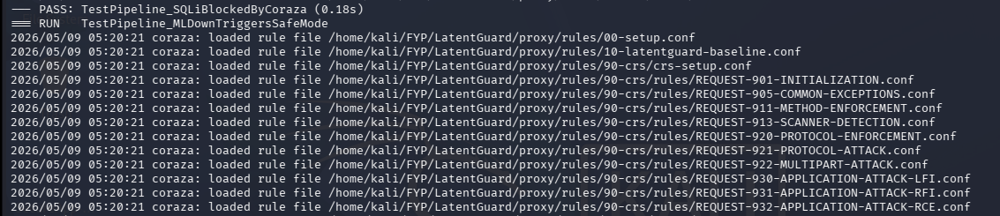 --- PASS: TestPipeline_SQLiBlockedByCoraza (0.18s)
=== RUN   TestPipeline_MLDownTriggersSafeMode
2026/05/09 05:20:21 coraza: loaded rule file /home/kali/FYP/LatentGuard/proxy/rules/00-setup.conf
2026/05/09 05:20:21 coraza: loaded rule file /home/kali/FYP/LatentGuard/proxy/rules/10-latentguard-baseline.conf
2026/05/09 05:20:21 coraza: loaded rule file /home/kali/FYP/LatentGuard/proxy/rules/90-crs/crs-setup.conf
2026/05/09 05:20:21 coraza: loaded rule file /home/kali/FYP/LatentGuard/proxy/rules/90-crs/rules/REQUEST-901-INITIALIZATION.conf
2026/05/09 05:20:21 coraza: loaded rule file /home/kali/FYP/LatentGuard/proxy/rules/90-crs/rules/REQUEST-905-COMMON-EXCEPTIONS.conf
2026/05/09 05:20:21 coraza: loaded rule file /home/kali/FYP/LatentGuard/proxy/rules/90-crs/rules/REQUEST-911-METHOD-ENFORCEMENT.conf
2026/05/09 05:20:21 coraza: loaded rule file /home/kali/FYP/LatentGuard/proxy/rules/90-crs/rules/REQUEST-913-SCANNER-DETECTION.conf
2026/05/09 05:20:21 coraza: loaded rule file /home/kali/FYP/LatentGuard/proxy/rules/90-crs/rules/REQUEST-920-PROTOCOL-ENFORCEMENT.conf
2026/05/09 05:20:21 coraza: loaded rule file /home/kali/FYP/LatentGuard/proxy/rules/90-crs/rules/REQUEST-921-PROTOCOL-ATTACK.conf
2026/05/09 05:20:21 coraza: loaded rule file /home/kali/FYP/LatentGuard/proxy/rules/90-crs/rules/REQUEST-922-MULTIPART-ATTACK.conf
2026/05/09 05:20:21 coraza: loaded rule file /home/kali/FYP/LatentGuard/proxy/rules/90-crs/rules/REQUEST-930-APPLICATION-ATTACK-LFI.conf
2026/05/09 05:20:21 coraza: loaded rule file /home/kali/FYP/LatentGuard/proxy/rules/90-crs/rules/REQUEST-931-APPLICATION-ATTACK-RFI.conf
2026/05/09 05:20:21 coraza: loaded rule file /home/kali/FYP/LatentGuard/proxy/rules/90-crs/rules/REQUEST-932-APPLICATION-ATTACK-RCE.conf